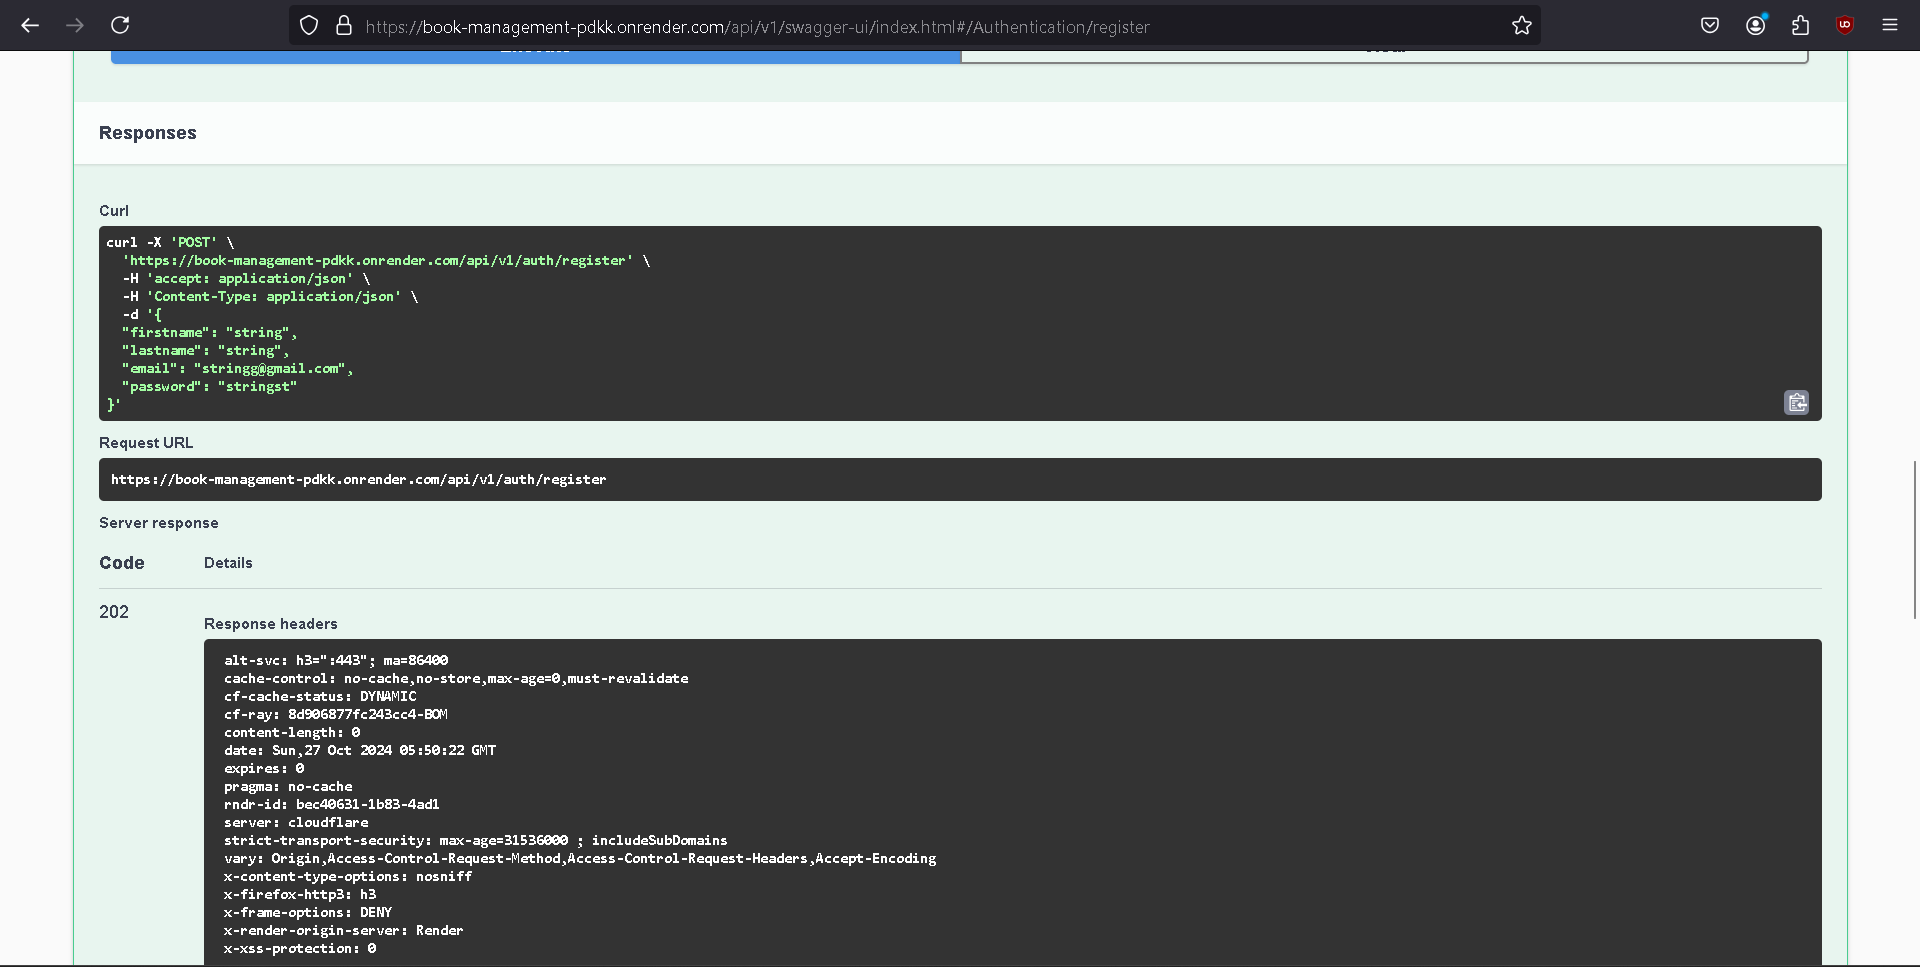 https://book-management-pdkk.onrender.com/api/v1/swagger-ui/index.html#/Authentication/register
Responses
Curl
curl -X 'POST' \
'https://book-management-pdkk.onrender.com/api/v1/auth/register' \
-H 'accept: application/json' \
-H 'Content-Type: application/json' \
-d '{
"firstname": "string",
"lastname": "string",
"email": "stringg@gmail.com",
"password": "stringst"
}'
Request URL
https://book-management-pdkk.onrender.com/api/v1/auth/register
Server response
Code Details
202
Response headers
alt-svc: h3=":443"; ma=86400
cache-control: no-cache,no-store,max-age=0,must-revalidate
cf-cache-status: DYNAMIC
cf-ray: 8d906877fc243cc4-BOM
content-length: 0
date: Sun,27 Oct 2024 05:50:22 GMT
expires: 0
pragma: no-cache
rndr-id: bec40631-1b83-4ad1
server: cloudflare
strict-transport-security: max-age=31536000 ; includeSubDomains
vary: Origin,Access-Control-Request-Method,Access-Control-Request-Headers,Accept-Encoding
x-content-type-options: nosniff
x-firefox-http3: h3
x-frame-options: DENY
x-render-origin-server: Render
x-xss-protection: 0